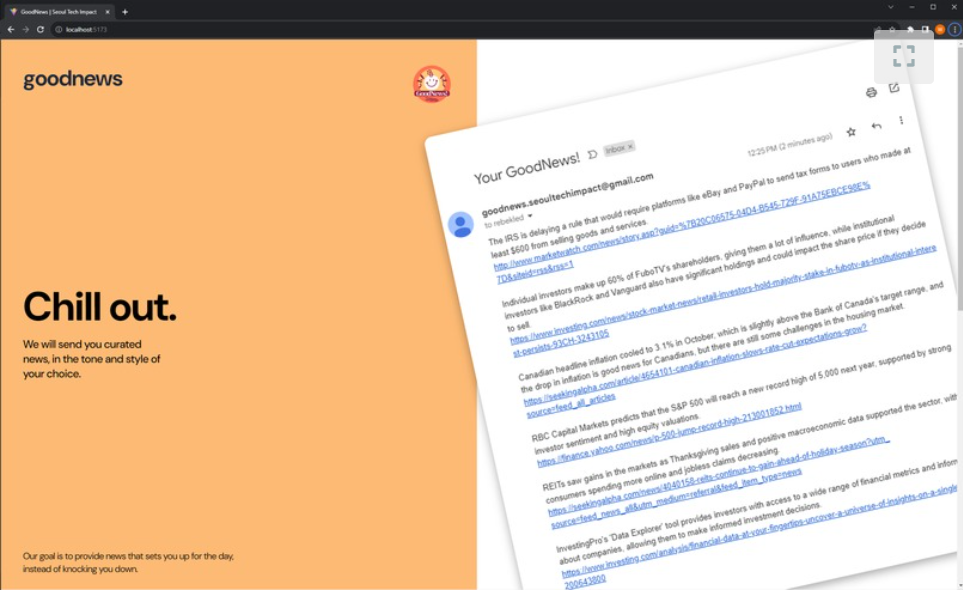 GoodNews | Seoul Tech Impact
localhost:5173
goodnews
GoodNews!
Chill out.
We will send you curated
news, in the tone and style of
your choice.
Our goal is to provide news that sets you up for the day,
instead of knocking you down.
Your GoodNews!
Inbox ×
12:25 PM (2 minutes ago)
goodnews.seoultechimpact@gmail.com
to rebekled
The IRS is delaying a rule that would require platforms like eBay and PayPal to send tax forms to users who made at
least $600 from selling goods and services.
http://www.marketwatch.com/news/story.asp?guid=%7B20C06575-04D4-B545-729F-91A75EBCE98E%
7D&siteid=rss&rss=1
Individual investors make up 60% of FuboTV's shareholders, giving them a lot of influence, while institutional
investors like BlackRock and Vanguard also have significant holdings and could impact the share price if they decide
to sell.
https://www.investing.com/news/stock-market-news/retail-investors-hold-majority-stake-in-fubotv-as-institutional-intere
st-persists-93CH-3243105
Canadian headline inflation cooled to 3.1% in October, which is slightly above the Bank of Canada's target range, and
the drop in inflation is good news for Canadians, but there are still some challenges in the housing market.
https://seekingalpha.com/article/4654101-canadian-inflation-slows-rate-cut-expectations-grow?
source=feed_all_articles
RBC Capital Markets predicts that the S&P 500 will reach a new record high of 5,000 next year, supported by strong
investor sentiment and high equity valuations.
https://finance.yahoo.com/news/p-500-jump-record-high-213001852.html
REITs saw gains in the markets as Thanksgiving sales and positive macroeconomic data supported the sector, with
consumers spending more online and jobless claims decreasing.
https://seekingalpha.com/news/4040158-reits-continue-to-gain-ahead-of-holiday-season?utm_
source=feed_news_all&utm_medium=referral&feed_item_type=news
InvestingPro's 'Data Explorer' tool provides investors with access to a wide range of financial metrics and inform
about companies, allowing them to make informed investment decisions.
https://www.investing.com/analysis/financial-data-at-your-fingertips-uncover-a-universe-of-insights-on-a-single
200643800